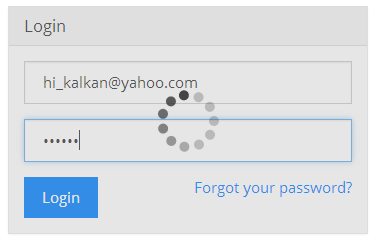 Login
hi_kalkan@yahoo.com
••••••
Login
Forgot your password?